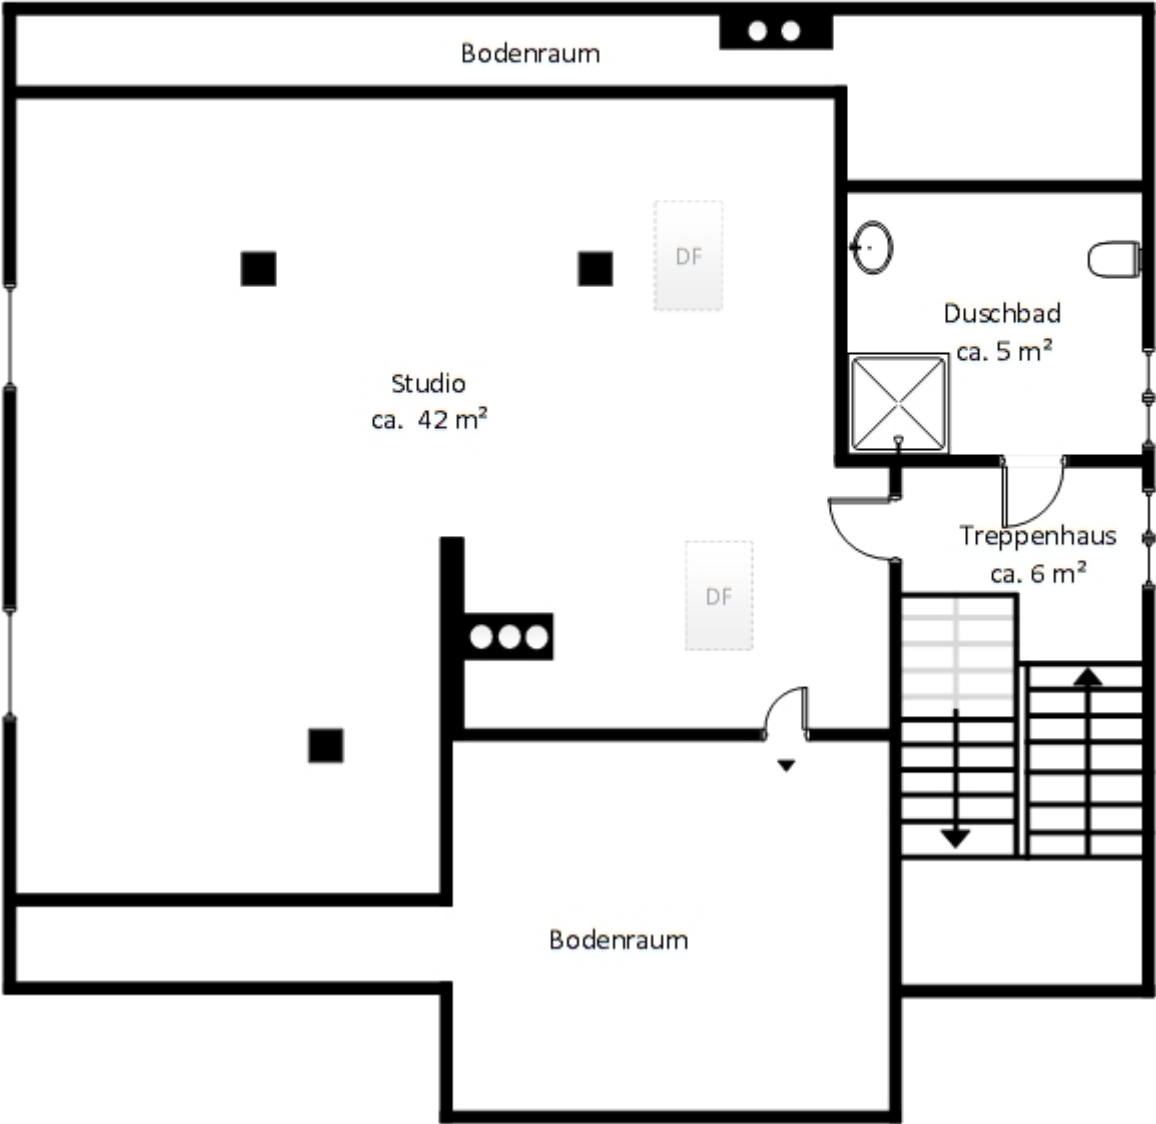 Bodenraum
DF
Duschbad
ca. 5 m²
Studio
ca. 42 m²
Treppenhaus
ca. 6 m²
DF
Bodenraum